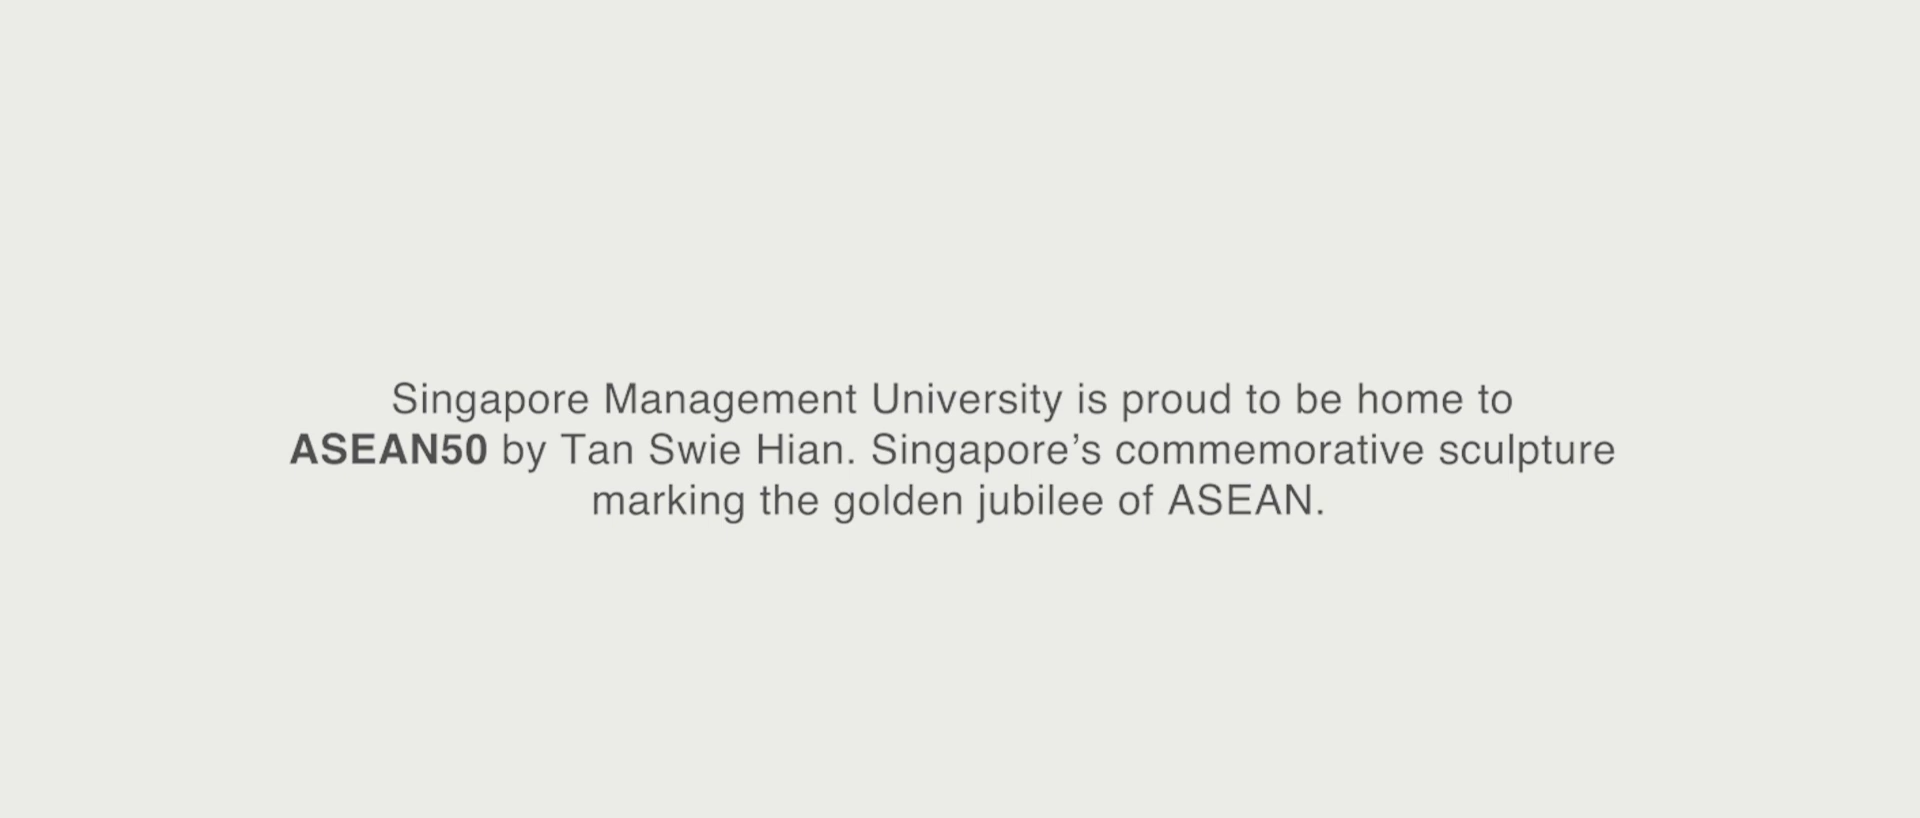 Singapore Management University is proud to be home to
ASEAN50 by Tan Swie Hian. Singapore’s commemorative sculpture
marking the golden jubilee of ASEAN.